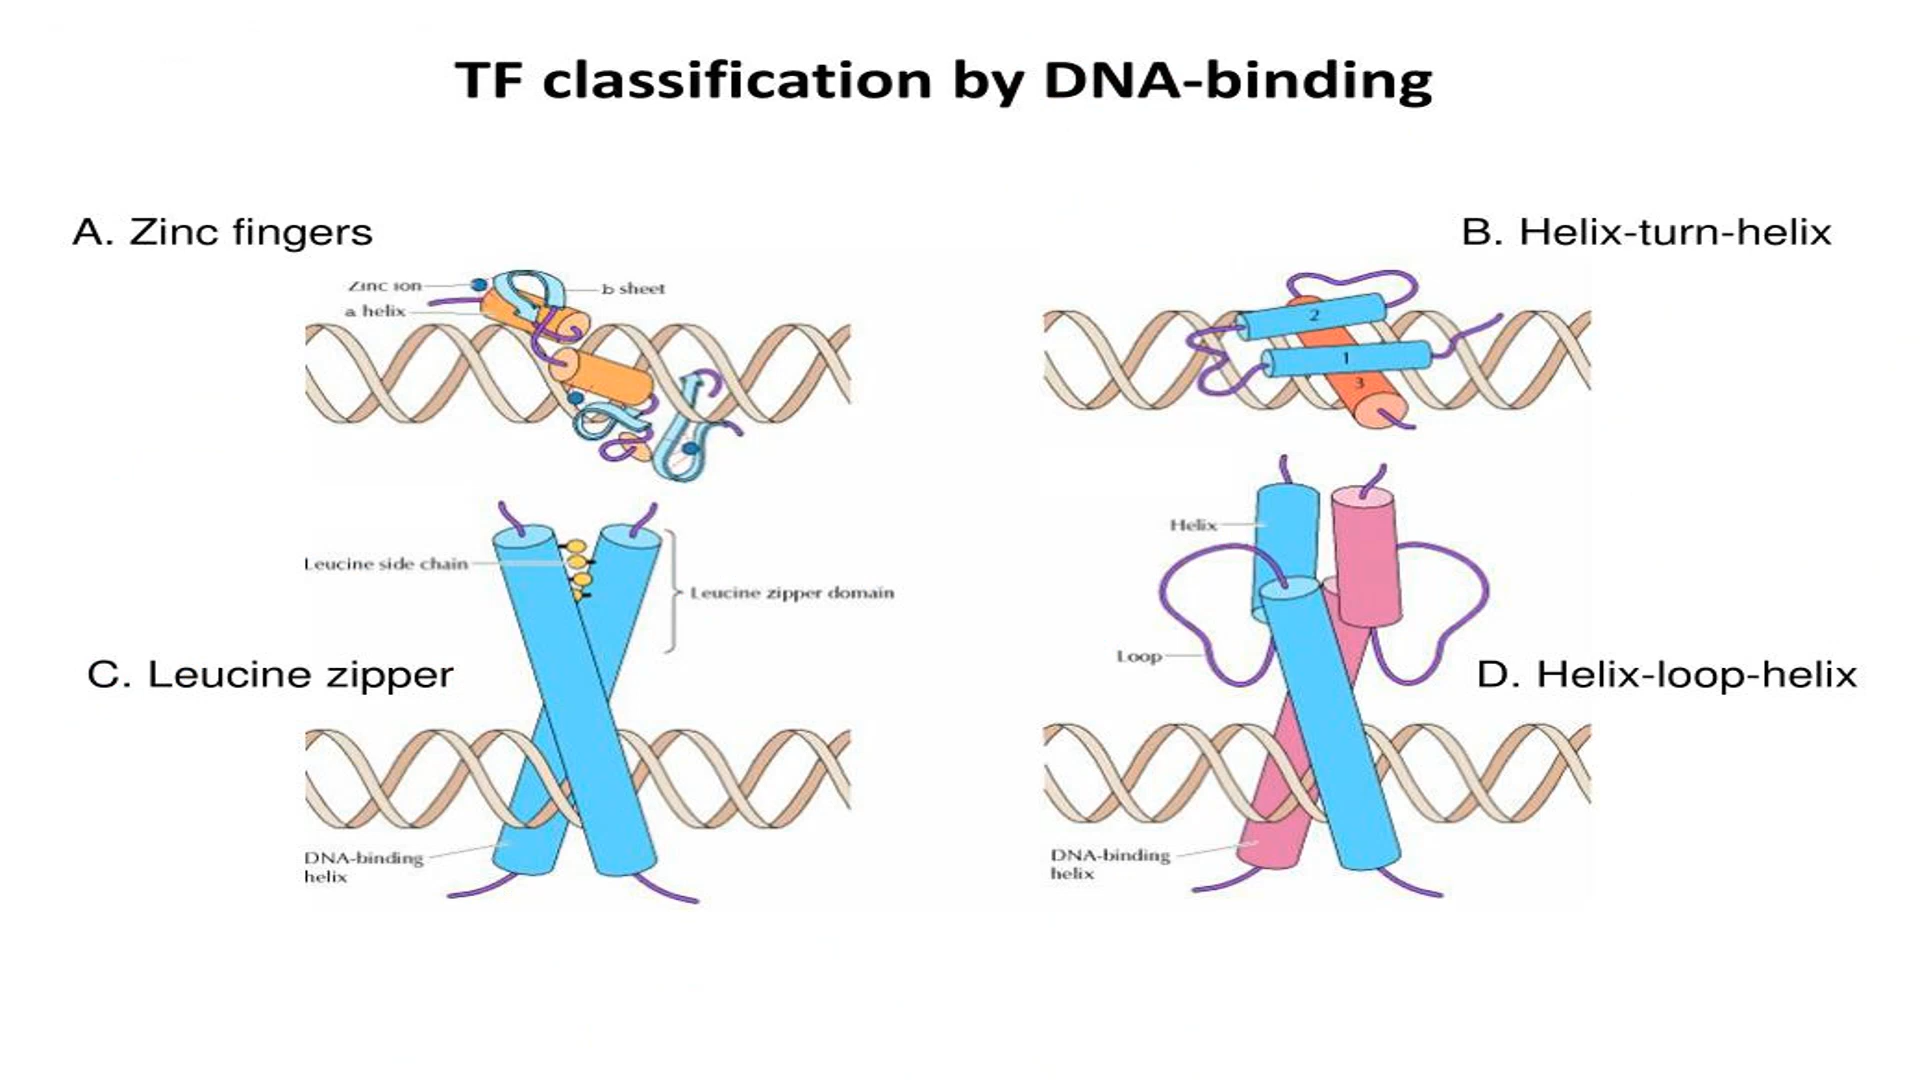 TF classification by DNA-binding
A. Zinc fingers
B. Helix-turn-helix
Zinc ion
b sheet
a helix
2
1
3
Helix
Leucine side chain
Leucine zipper domain
Loop
C. Leucine zipper
D. Helix-loop-helix
DNA-binding
helix
DNA-binding
helix